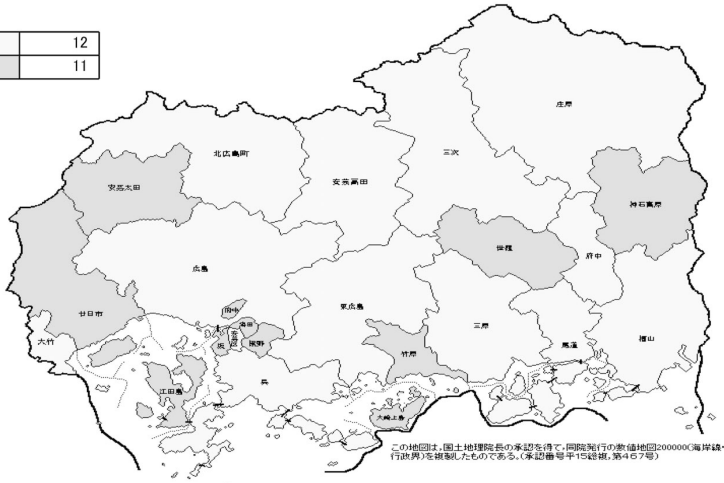 12
11
庄原
三次
北広島町
安芸高田
安芸太田
神石高原
世羅
府中
広島
東広島
廿日市
三原
府中
海田
安芸区
坂
熊野
尾道
福山
大竹
竹原
呉
江田島
大崎上島
この地図は,国土地理院長の承認を得て,同院発行の数値地図200000(海岸線・
行政界)を複製したものである。(承認番号平15総複,第467号)